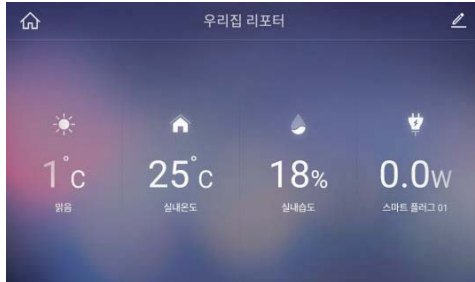 우리집 리포터
1°c
맑음
25°c
실내온도
18%
실내습도
0.0w
스마트 플러그 01